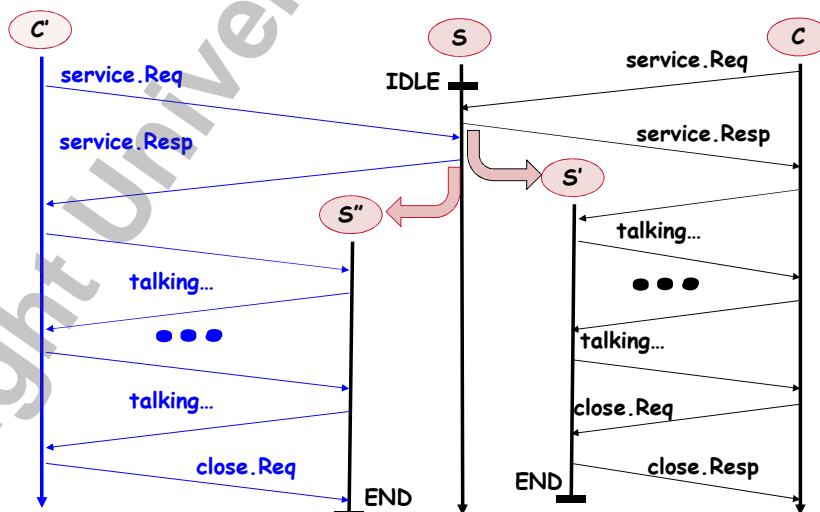 C'
S
C
service.Req
service.Req
IDLE
service.Resp
service.Resp
S'
S"
talking...
talking...
talking...
talking...
close.Req
close.Req
close.Resp
END
END